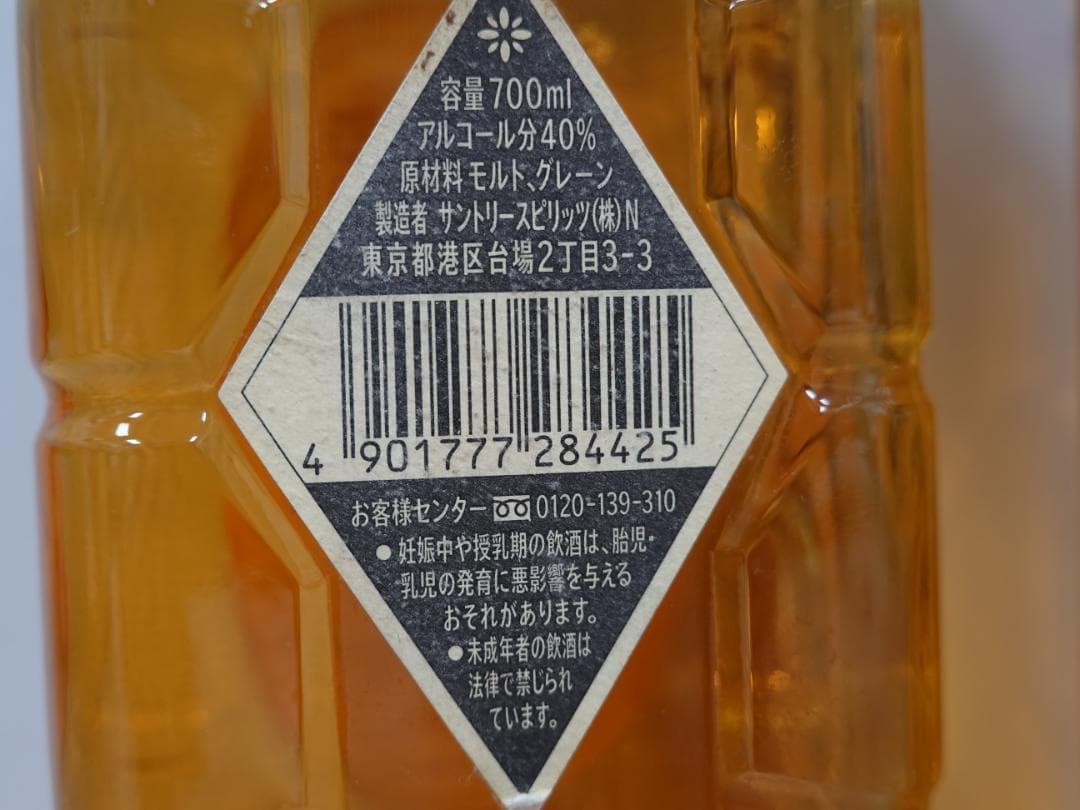 容量700ml
アルコール分40%
原材料 モルト、グレーン
製造者 サントリースピリッツ(株)N
東京都港区台場2丁目3-3
4 901777 284425
お客様センター 0120-139-310
● 妊娠中や授乳期の飲酒は、胎児・
乳児の発育に悪影響を与える
おそれがあります。
● 未成年者の飲酒は
法律で禁じられ
ています。